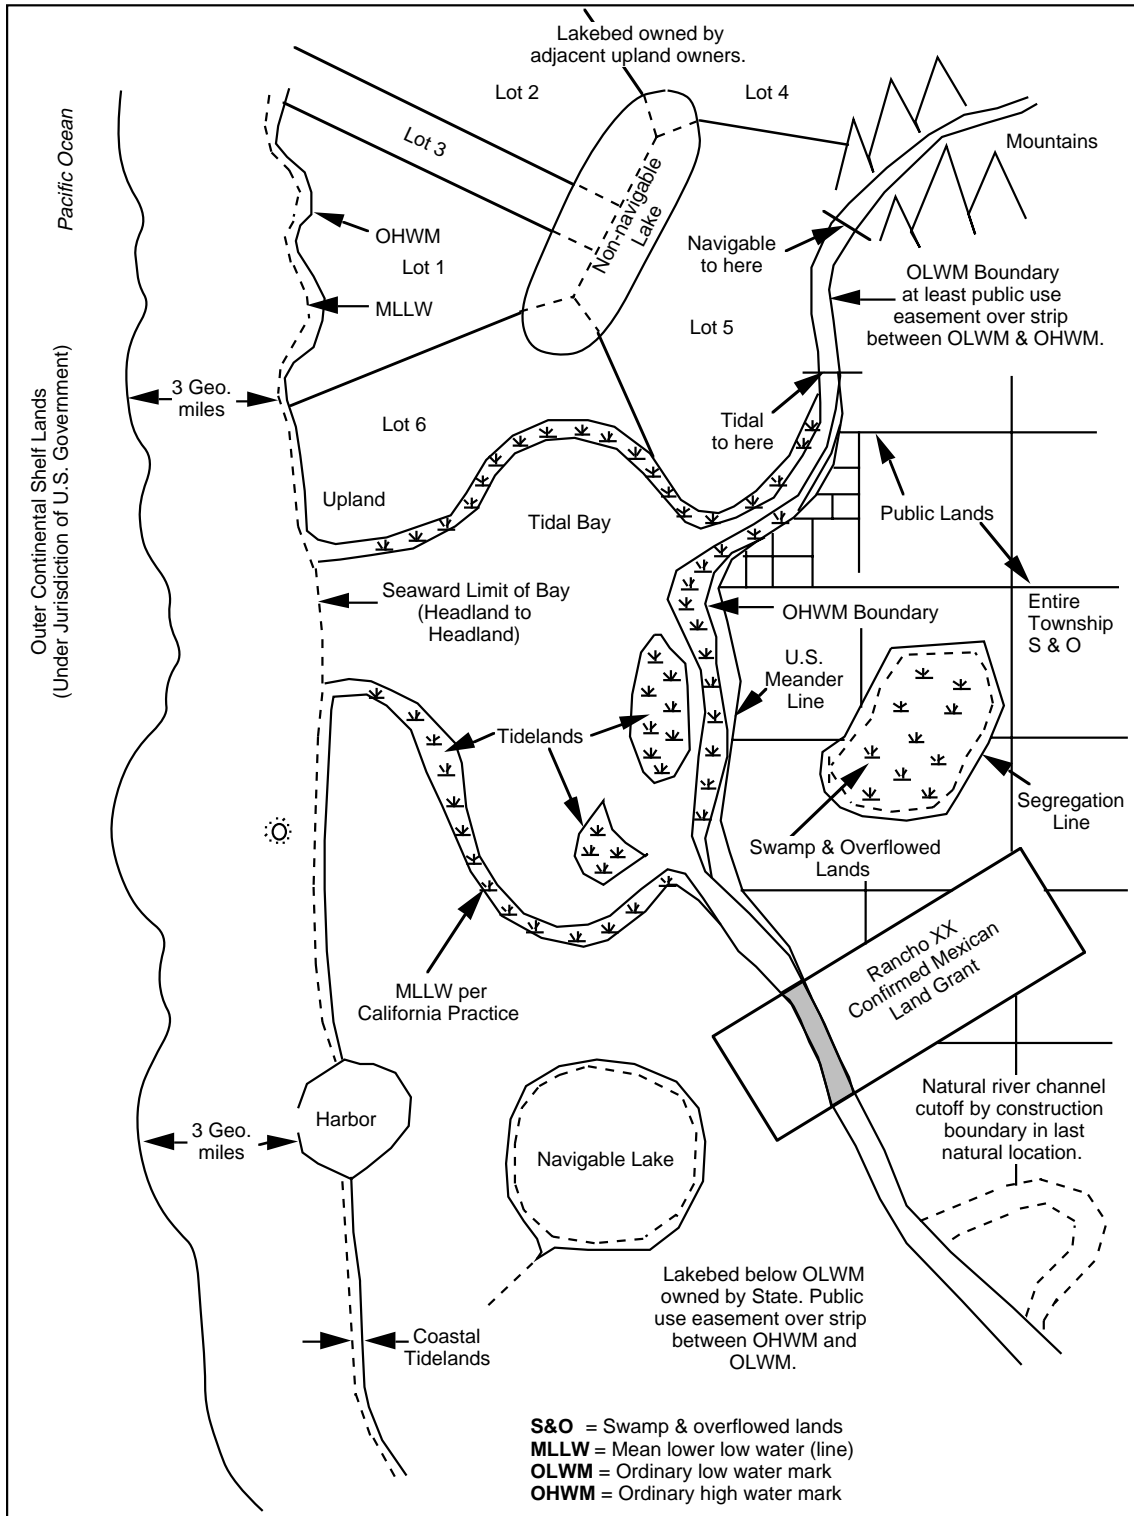 Lakebed owned by
adjacent upland owners.
Lot 2
Lot 4
Lot 3
Pacific Ocean
Mountains
Non-navigable
Lake
OHWM
Lot 1
Navigable
to here
OLWM Boundary
at least public use
easement over strip
between OLWM & OHWM.
MLLW
Lot 5
3 Geo.
miles
Outer Continental Shelf Lands
(Under Jurisdiction of U.S. Government)
Lot 6
Tidal
to here
Upland
Tidal Bay
Public Lands
Seaward Limit of Bay
(Headland to
Headland)
OHWM Boundary
Entire
Township
S & O
U.S.
Meander
Line
Tidelands
Segregation
Line
Swamp & Overflowed
Lands
Rancho XX
Confirmed Mexican
Land Grant
MLLW per
California Practice
Natural river channel
cutoff by construction
boundary in last
natural location.
Harbor
3 Geo.
miles
Navigable Lake
Lakebed below OLWM
owned by State. Public
use easement over strip
between OHWM and
OLWM.
Coastal
Tidelands
S&O = Swamp & overflowed lands
MLLW = Mean lower low water (line)
OLWM = Ordinary low water mark
OHWM = Ordinary high water mark